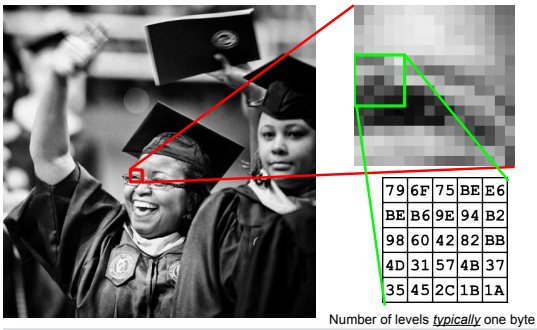 79 6F 75 BE E6
BE B6 9E 94 B2
98 60 42 82 BB
4D 31 57 4B 37
35 45 2C 1B 1A
Number of levels typically one byte